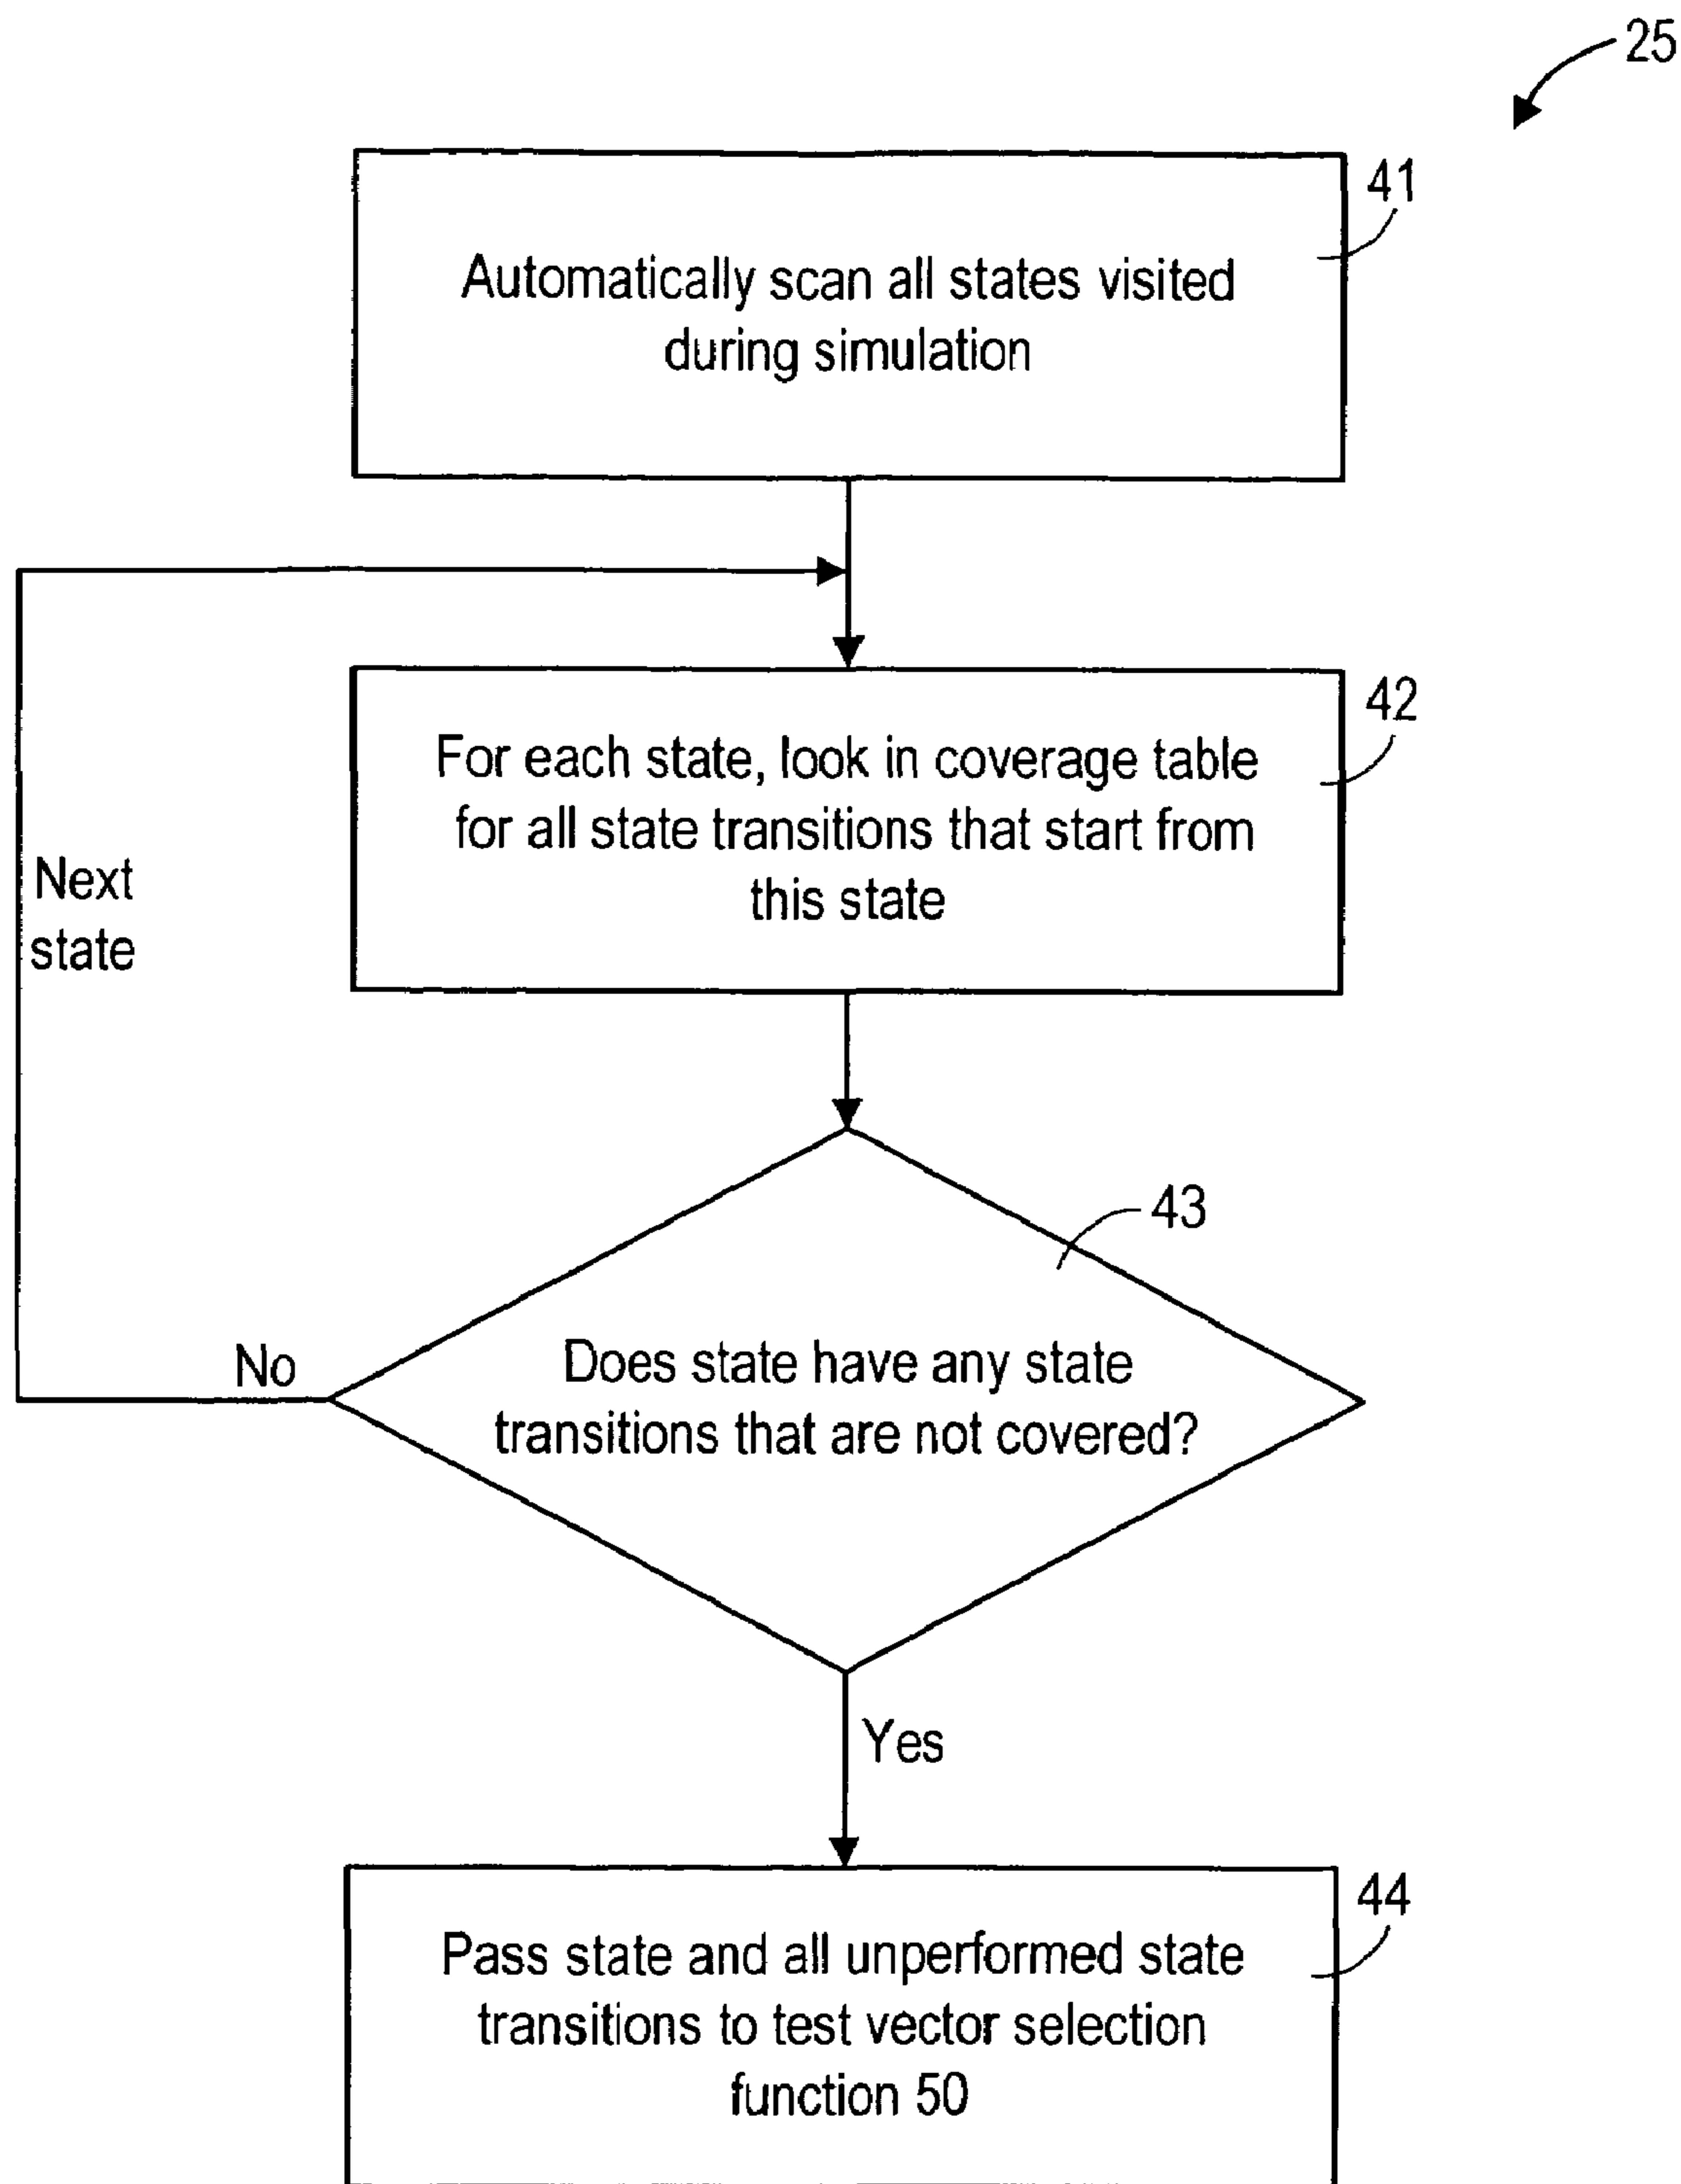 25
41
Automatically scan all states visited
during simulation
42
For each state, look in coverage table
for all state transitions that start from
this state
Next
state
43
No
Does state have any state
transitions that are not covered?
Yes
44
Pass state and all unperformed state
transitions to test vector selection
function 50